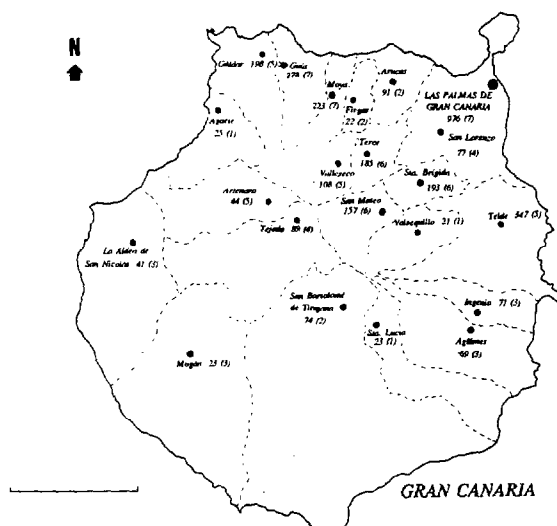 N
Gáldar 198 (5)
Guía
278 (7)
Moya
223 (7)
Firgas
22 (2)
Arucas
91 (2)
LAS PALMAS DE
GRAN CANARIA
976 (7)
San Lorenzo
77 (4)
Agaete
25 (1)
Teror
185 (6)
Valleseco
108 (5)
Sta. Brígida
193 (6)
Artenara
44 (5)
San Mateo
157 (6)
Tejeda 89 (4)
Valsequillo 21 (1)
Telde 547 (5)
La Aldea de
San Nicolás 41 (3)
San Bartolomé
de Tirajana
74 (2)
Ingenio 71 (3)
Sta. Lucía
23 (1)
Agüimes
69 (3)
Mogán 23 (3)
GRAN CANARIA